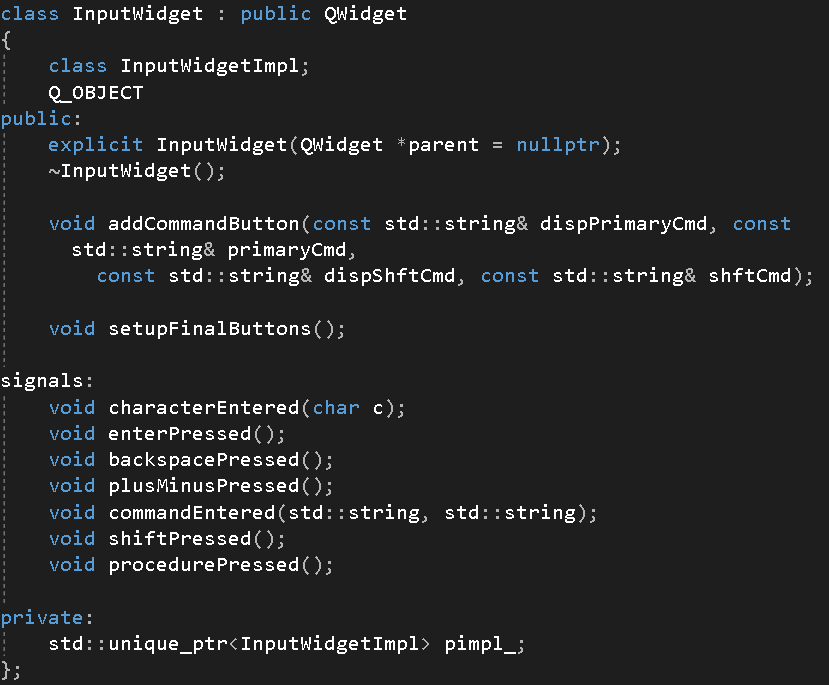 class InputWidget : public QWidget
{
    class InputWidgetImpl;
    Q_OBJECT
public:
    explicit InputWidget(QWidget *parent = nullptr);
    ~InputWidget();

    void addCommandButton(const std::string& dispPrimaryCmd, const
      std::string& primaryCmd,
        const std::string& dispShftCmd, const std::string& shftCmd);

    void setupFinalButtons();

signals:
    void characterEntered(char c);
    void enterPressed();
    void backspacePressed();
    void plusMinusPressed();
    void commandEntered(std::string, std::string);
    void shiftPressed();
    void procedurePressed();

private:
    std::unique_ptr<InputWidgetImpl> pimpl_;
};